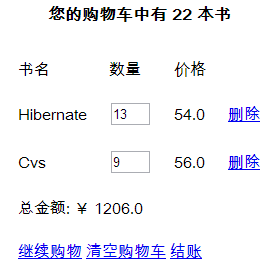 您的购物车中有 22 本书
书名 数量 价格
Hibernate 13 54.0 删除
Cvs 9 56.0 删除
总金额: ￥ 1206.0
继续购物 清空购物车 结账